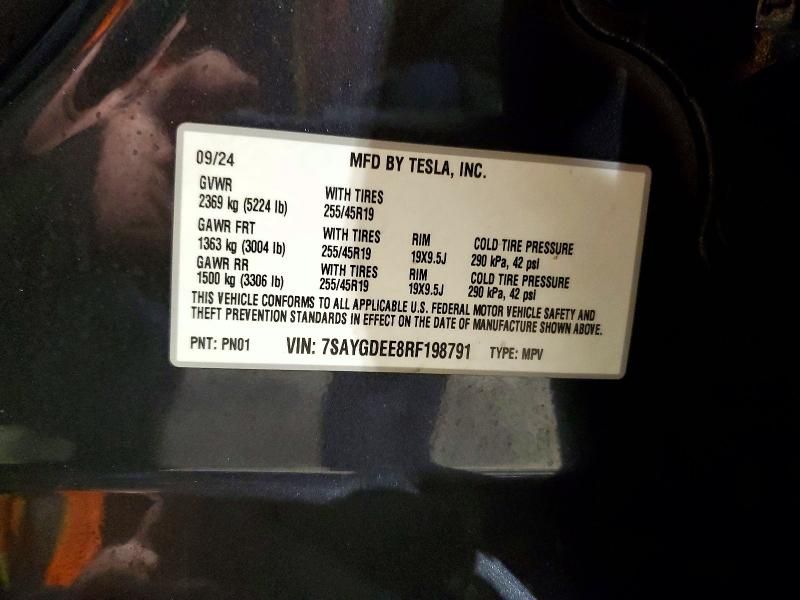 09/24 MFD BY TESLA, INC.
GVWR
2369 kg (5224 lb) WITH TIRES
255/45R19
GAWR FRT
1363 kg (3004 lb) WITH TIRES
255/45R19 RIM
19X9.5J COLD TIRE PRESSURE
290 kPa, 42 psi
GAWR RR
1500 kg (3306 lb) WITH TIRES
255/45R19 RIM
19X9.5J COLD TIRE PRESSURE
290 kPa, 42 psi
THIS VEHICLE CONFORMS TO ALL APPLICABLE U.S. FEDERAL MOTOR VEHICLE SAFETY AND
THEFT PREVENTION STANDARDS IN EFFECT ON THE DATE OF MANUFACTURE SHOWN ABOVE.
PNT: PN01 VIN: 7SAYGDEE8RF198791 TYPE: MPV